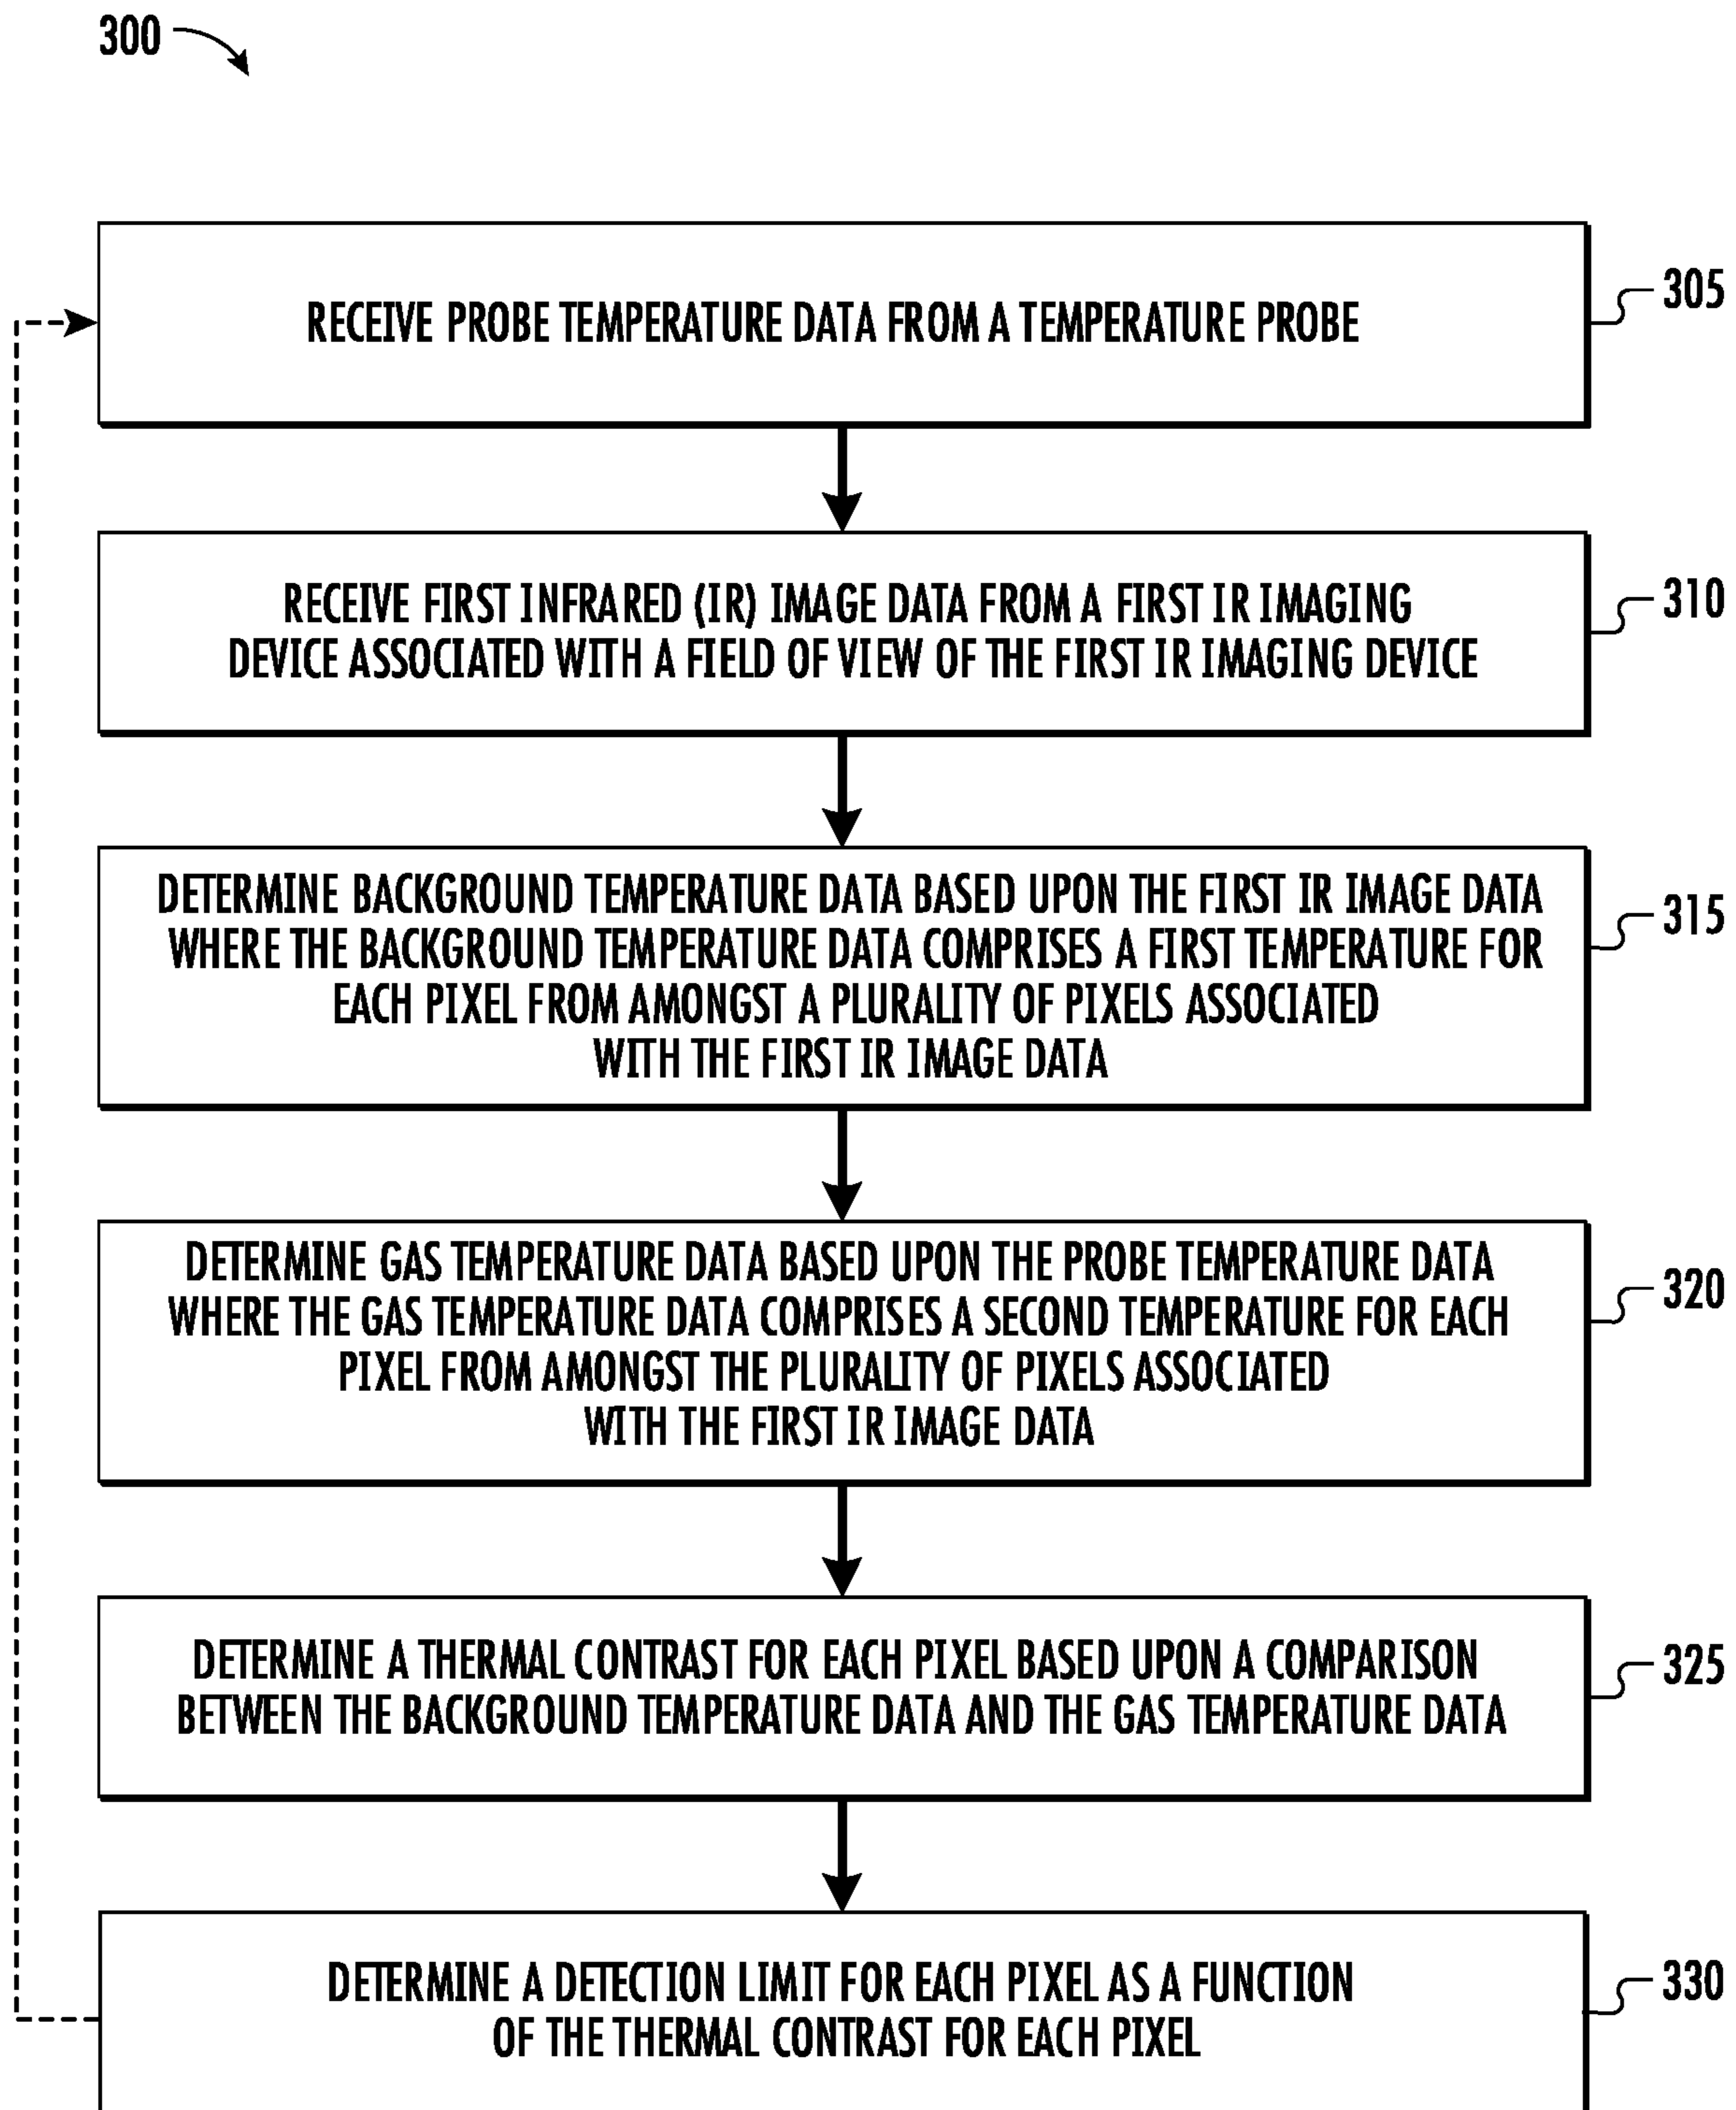 300
RECEIVE PROBE TEMPERATURE DATA FROM A TEMPERATURE PROBE
305
RECEIVE FIRST INFRARED (IR) IMAGE DATA FROM A FIRST IR IMAGING
DEVICE ASSOCIATED WITH A FIELD OF VIEW OF THE FIRST IR IMAGING DEVICE
310
DETERMINE BACKGROUND TEMPERATURE DATA BASED UPON THE FIRST IR IMAGE DATA
WHERE THE BACKGROUND TEMPERATURE DATA COMPRISES A FIRST TEMPERATURE FOR
EACH PIXEL FROM AMONGST A PLURALITY OF PIXELS ASSOCIATED
WITH THE FIRST IR IMAGE DATA
315
DETERMINE GAS TEMPERATURE DATA BASED UPON THE PROBE TEMPERATURE DATA
WHERE THE GAS TEMPERATURE DATA COMPRISES A SECOND TEMPERATURE FOR EACH
PIXEL FROM AMONGST THE PLURALITY OF PIXELS ASSOCIATED
WITH THE FIRST IR IMAGE DATA
320
DETERMINE A THERMAL CONTRAST FOR EACH PIXEL BASED UPON A COMPARISON
BETWEEN THE BACKGROUND TEMPERATURE DATA AND THE GAS TEMPERATURE DATA
325
DETERMINE A DETECTION LIMIT FOR EACH PIXEL AS A FUNCTION
OF THE THERMAL CONTRAST FOR EACH PIXEL
330